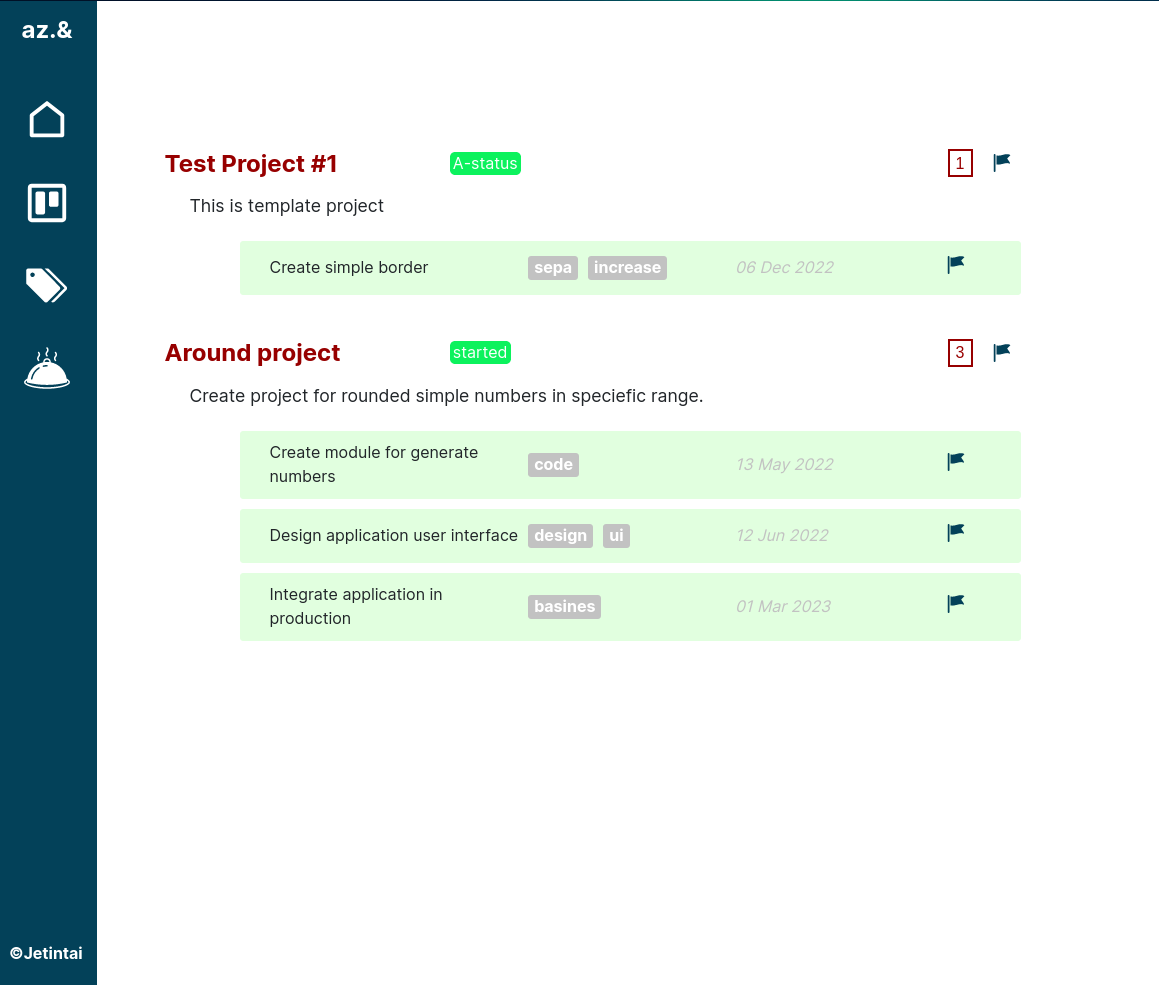 az.&
Test Project #1 A-status 1
This is template project
Create simple border sepa increase 06 Dec 2022
Around project started 3
Create project for rounded simple numbers in speciefic range.
Create module for generate
numbers code 13 May 2022
Design application user interface design ui 12 Jun 2022
Integrate application in
production basines 01 Mar 2023
©Jetintai